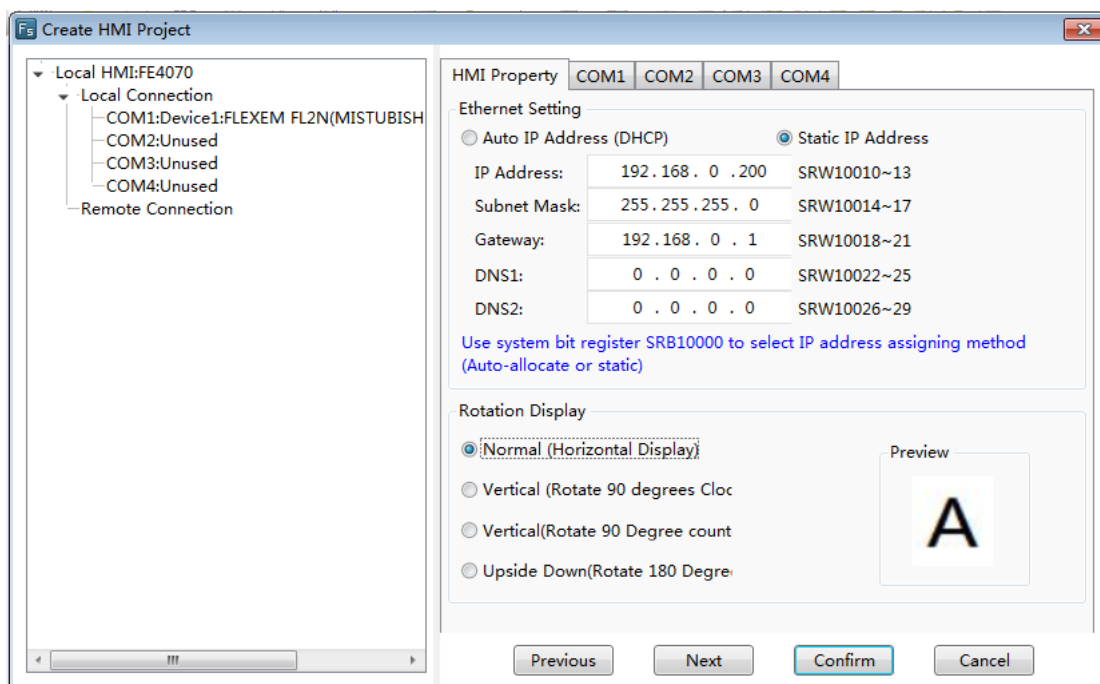 Fs Create HMI Project
Local HMI:FE4070
Local Connection
COM1:Device1:FLEXEM FL2N(MISTUBISH
COM2:Unused
COM3:Unused
COM4:Unused
Remote Connection
HMI Property COM1 COM2 COM3 COM4
Ethernet Setting
Auto IP Address (DHCP) Static IP Address
IP Address: 192.168. 0 .200 SRW10010~13
Subnet Mask: 255.255.255. 0 SRW10014~17
Gateway: 192.168. 0 . 1 SRW10018~21
DNS1: 0 . 0 . 0 . 0 SRW10022~25
DNS2: 0 . 0 . 0 . 0 SRW10026~29
Use system bit register SRB10000 to select IP address assigning method
(Auto-allocate or static)
Rotation Display
Normal (Horizontal Display)
Preview
Vertical (Rotate 90 degrees Cloc
A
Vertical(Rotate 90 Degree count
Upside Down(Rotate 180 Degre
Previous Next Confirm Cancel